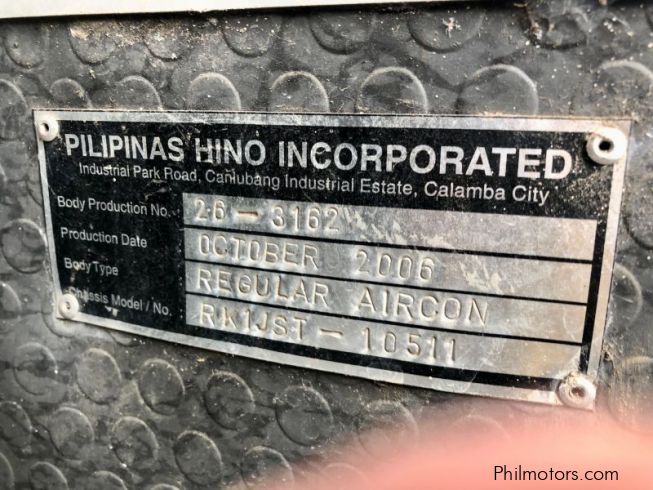 PILIPINAS HINO INCORPORATED
Industrial Park Road, Canlubang Industrial Estate, Calamba City
Body Production No. 26-3162
Production Date OCTOBER 2006
Body Type REGULAR AIRCON
Chassis Model / No. RK1JST-10511
Philmotors.com